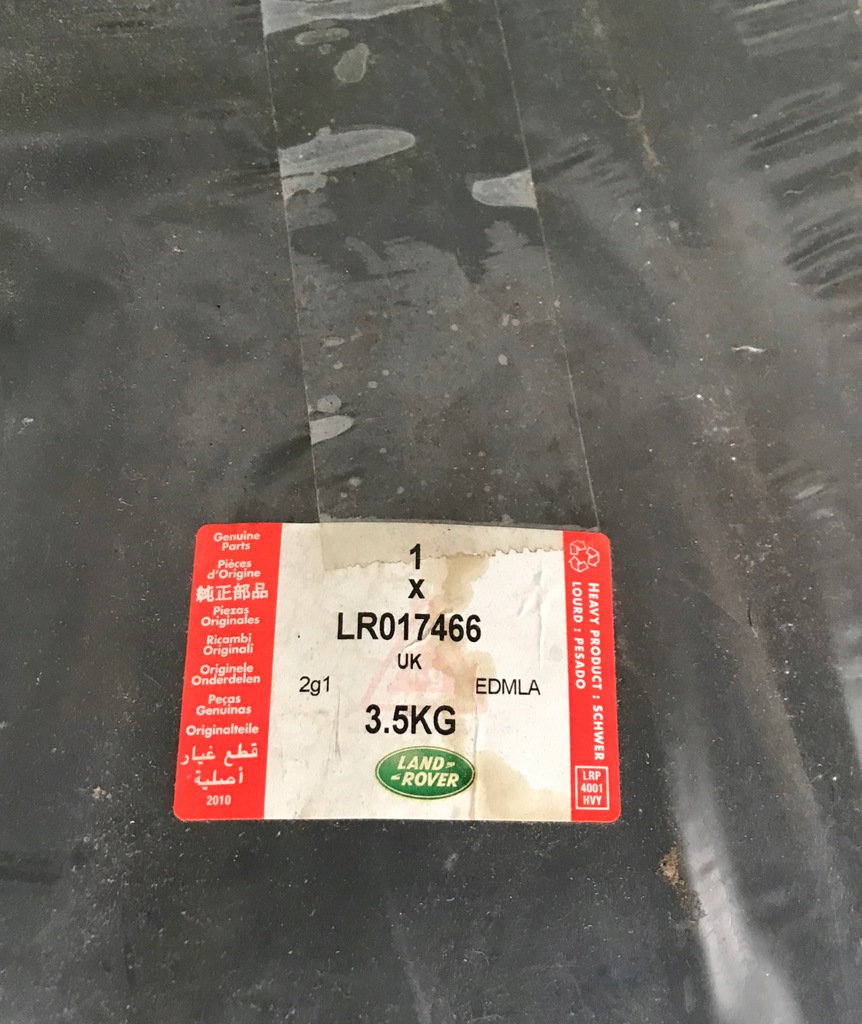 Genuine
Parts
Pièces
d'Origine
純正部品
Piezas
Originales
Ricambi
Originali
Originele
Onderdelen
Peças
Genuinas
Originalteile
قطع غيار
أصلية
2010
1
x
LR017466
UK
2g1 EDMLA
3.5KG
LAND-
-ROVER
HEAVY PRODUCT : SCHWER
LOURD : PESADO
LRP
4001
HVY